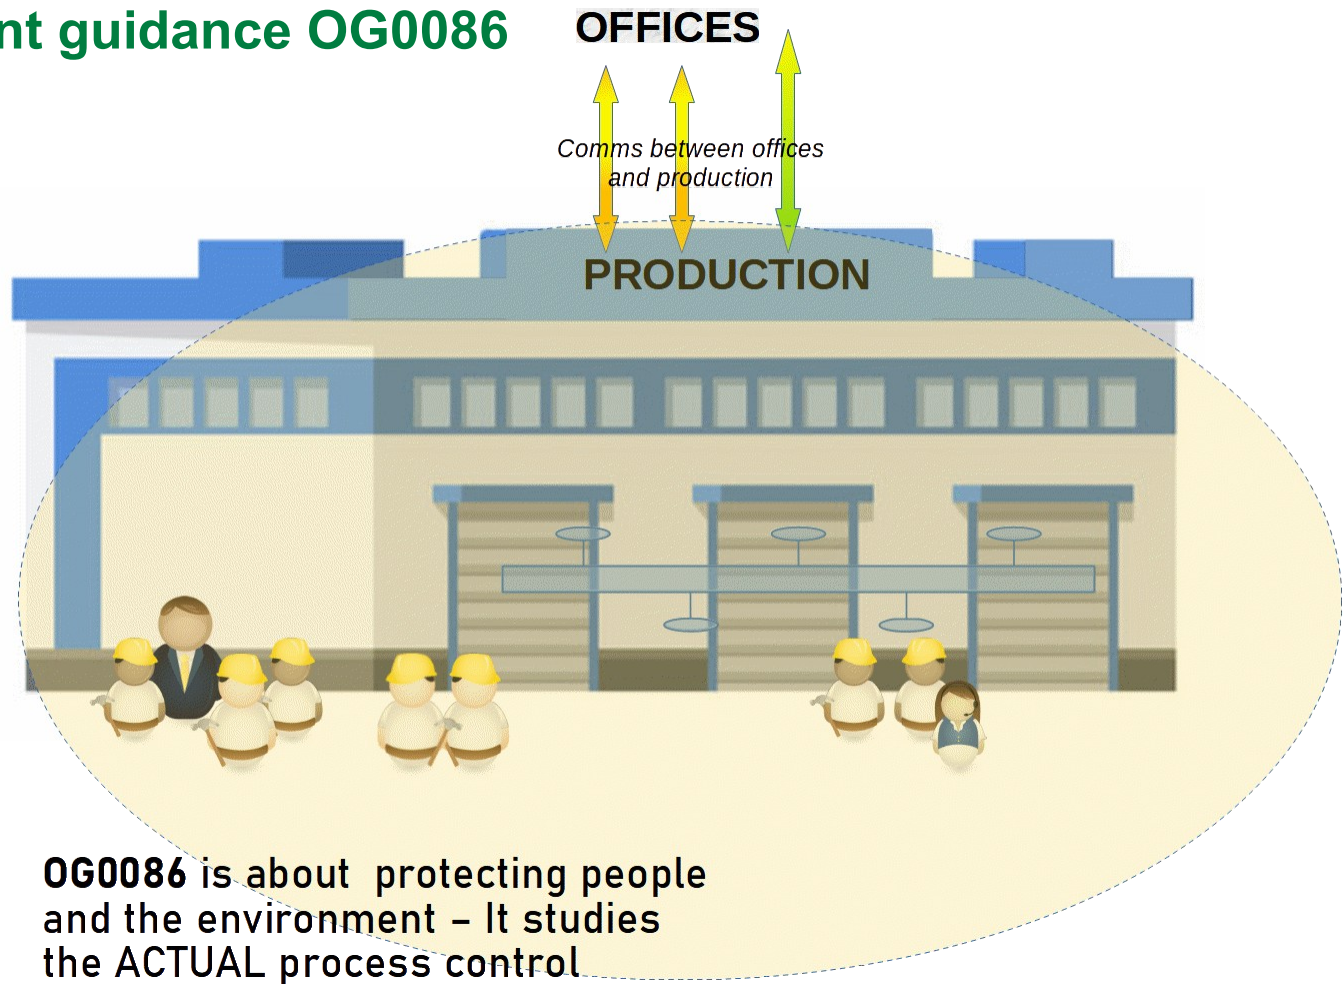 nt guidance OG0086
OFFICES
Comms between offices
and production
PRODUCTION
OG0086 is about  protecting people
and the environment – It studies
the ACTUAL process control